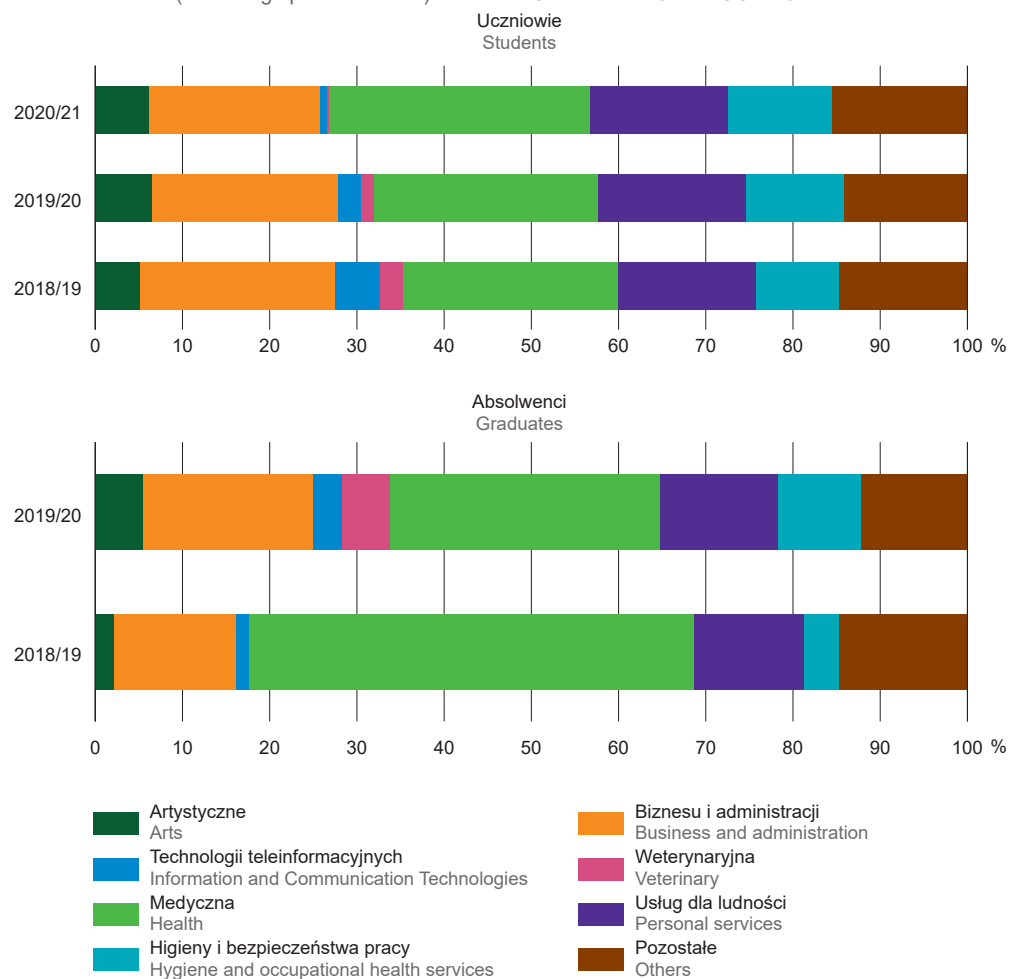 Uczniowie
Students
2020/21
2019/20
2018/19
0 10 20 30 40 50 60 70 80 90 100 %
Absolwenci
Graduates
2019/20
2018/19
0 10 20 30 40 50 60 70 80 90 100 %
Artystyczne
Arts
Biznesu i administracji
Business and administration
Technologii teleinformacyjnych
Information and Communication Technologies
Weterynaryjna
Veterinary
Medyczna
Health
Usług dla ludności
Personal services
Higieny i bezpieczeństwa pracy
Hygiene and occupational health services
Pozostałe
Others